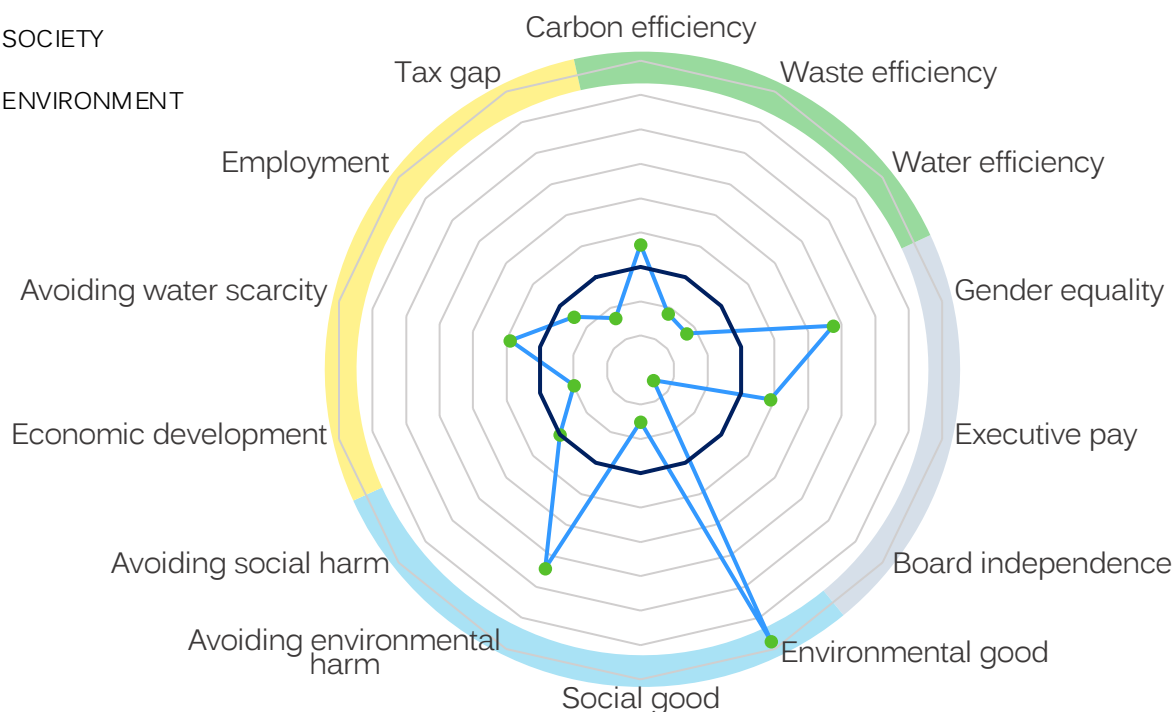 SOCIETY
ENVIRONMENT
Carbon efficiency
Tax gap
Waste efficiency
Employment
Water efficiency
Avoiding water scarcity
Gender equality
Economic development
Executive pay
Avoiding social harm
Board independence
Avoiding environmental
harm
Environmental good
Social good